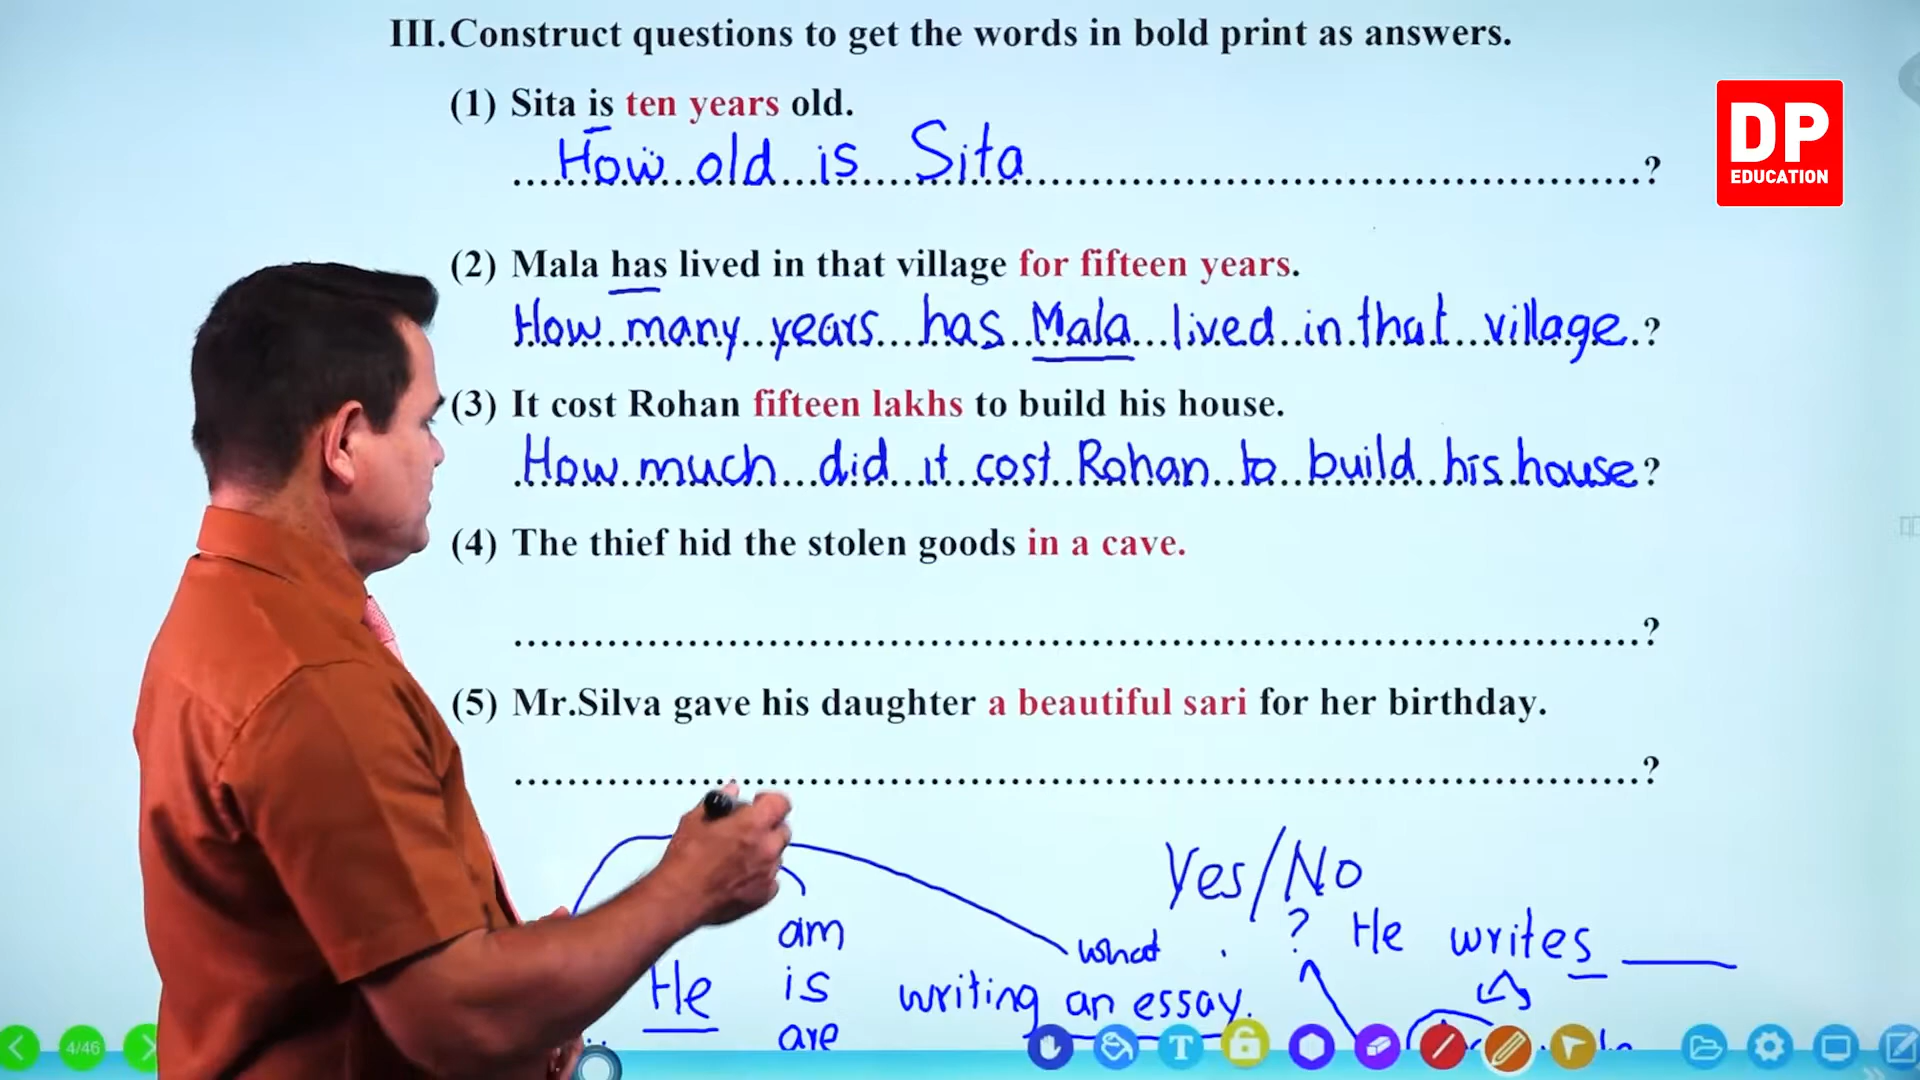 III. Construct questions to get the words in bold print as answers.
DP
EDUCATION
(1) Sita is ten years old.
How old is Sita ?
(2) Mala has lived in that village for fifteen years.
How many years has Mala lived in that village ?
(3) It cost Rohan fifteen lakhs to build his house.
How much did it cost Rohan to build his house ?
(4) The thief hid the stolen goods in a cave.
?
(5) Mr.Silva gave his daughter a beautiful sari for her birthday.
?
Yes/No
am what . ? He writes
He is writing an essay.
are
4/46
T